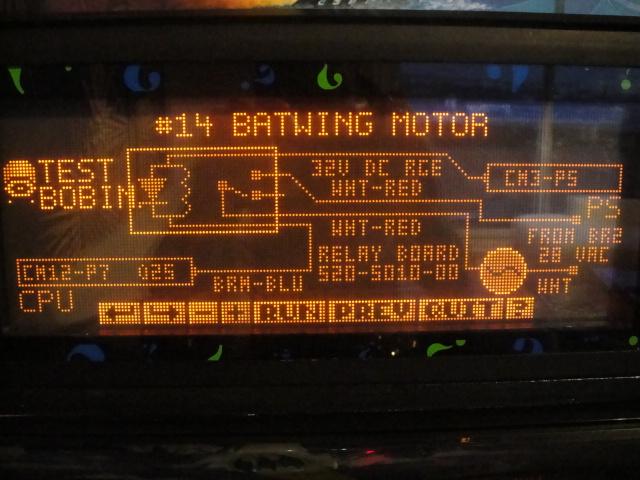 #14 BATWING MOTOR
TEST
BOBIN
32V DC RGE
WHT-RED
CN3-P5
PS
WHT-RED
FROM BR2
RELAY BOARD
28 VAC
520-5010-00
CN12-P7 Q25
BRN-BLU
WHT
CPU
- + RUN PREV QUIT ?